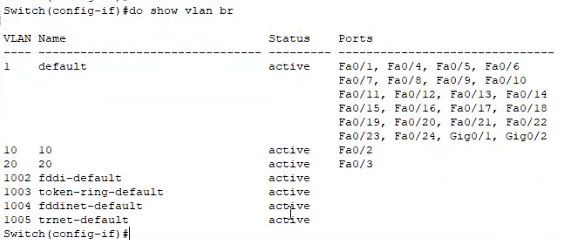 Switch(config-if)#do show vlan br
VLAN Name                             Status    Ports
---- -------------------------------- --------- -------------------------------
1    default                          active    Fa0/1, Fa0/4, Fa0/5, Fa0/6
                                                Fa0/7, Fa0/8, Fa0/9, Fa0/10
                                                Fa0/11, Fa0/12, Fa0/13, Fa0/14
                                                Fa0/15, Fa0/16, Fa0/17, Fa0/18
                                                Fa0/19, Fa0/20, Fa0/21, Fa0/22
                                                Fa0/23, Fa0/24, Gig0/1, Gig0/2
10   10                               active    Fa0/2
20   20                               active    Fa0/3
1002 fddi-default                     active
1003 token-ring-default               active
1004 fddinet-default                  active
1005 trnet-default                    active
Switch(config-if)#